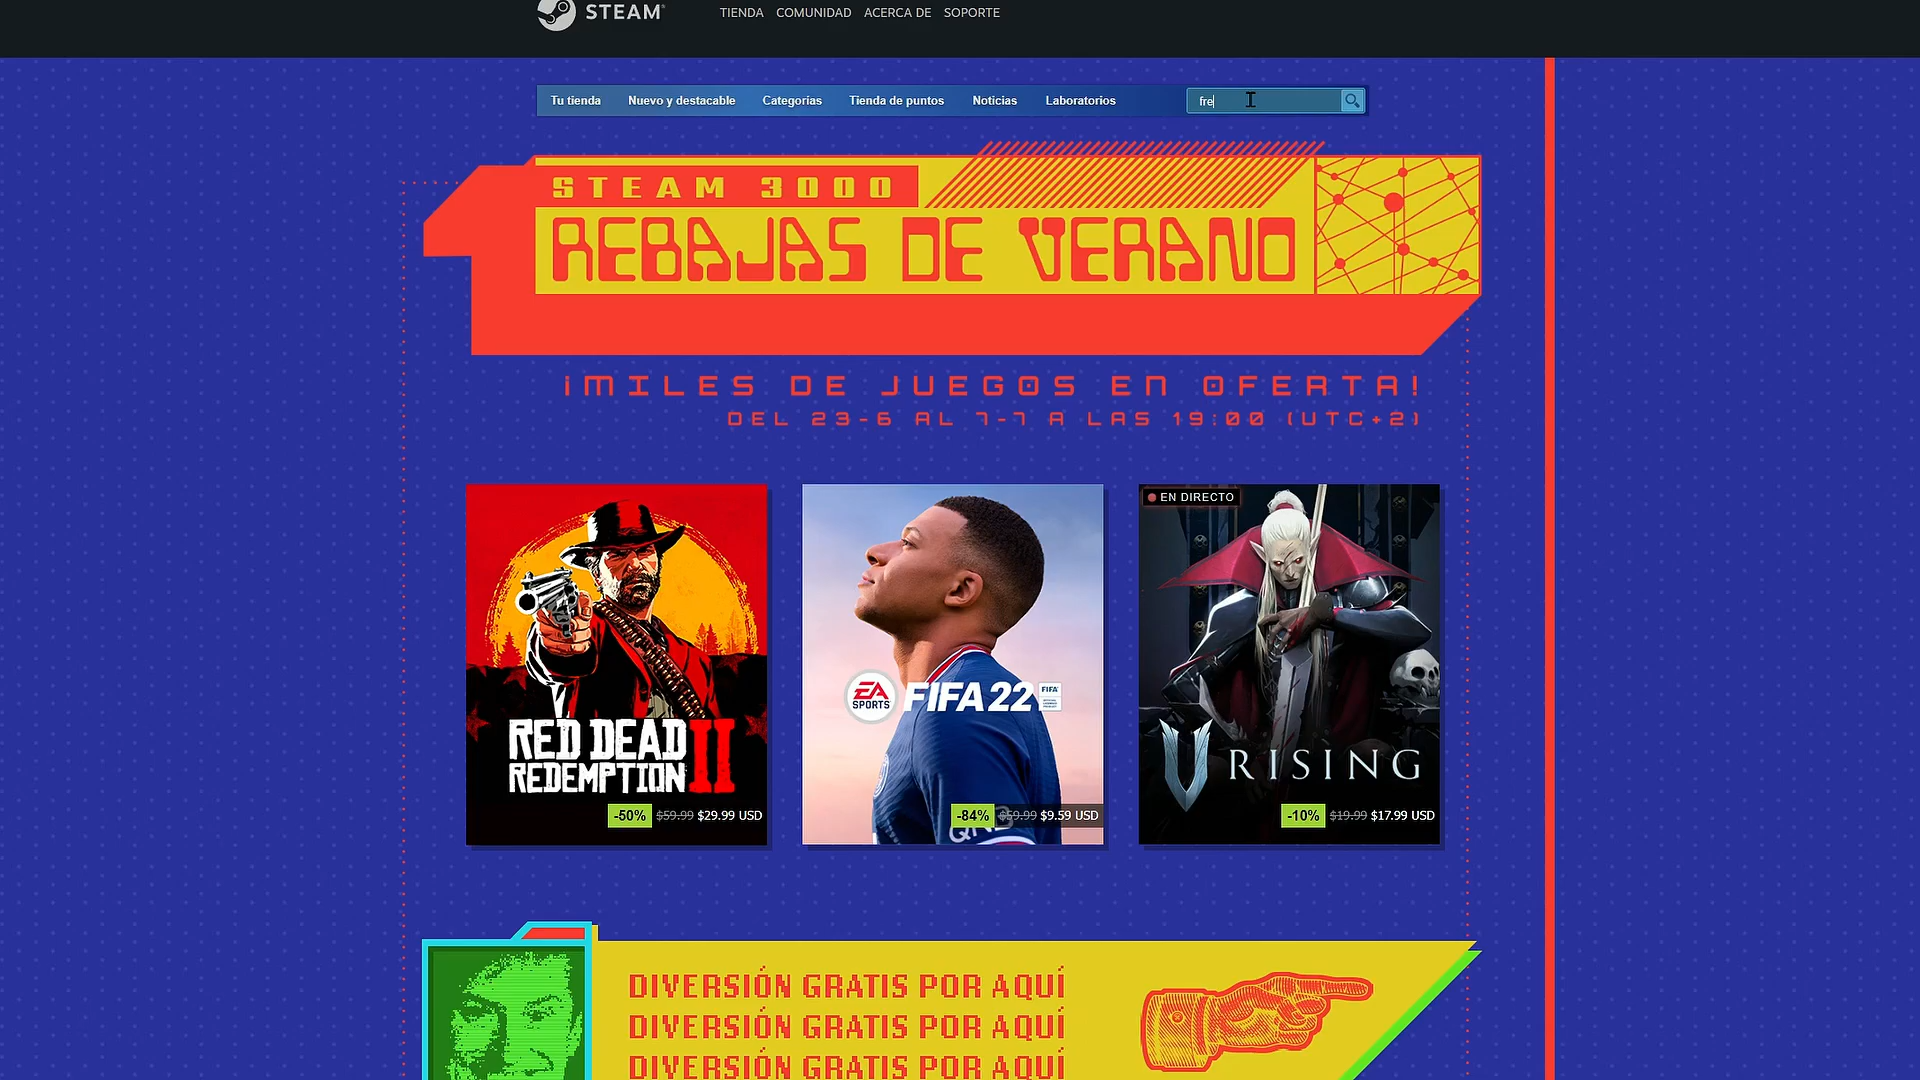 STEAM
TIENDA COMUNIDAD ACERCA DE SOPORTE
Tu tienda Nuevo y destacable Categorías Tienda de puntos Noticias Laboratorios fre
STEAM 3000
REBAJAS DE VERANO
¡MILES DE JUEGOS EN OFERTA!
DEL 23-6 AL 7-7 A LAS 19:00 (UTC+2)
RED DEAD
REDEMPTION II
-50% $59.99 $29.99 USD
EA SPORTS FIFA 22 FIFA
QNB
-84% $59.99 $9.59 USD
EN DIRECTO
V RISING
-10% $19.99 $17.99 USD
DIVERSIÓN GRATIS POR AQUÍ
DIVERSIÓN GRATIS POR AQUÍ
DIVERSIÓN GRATIS POR AQUÍ